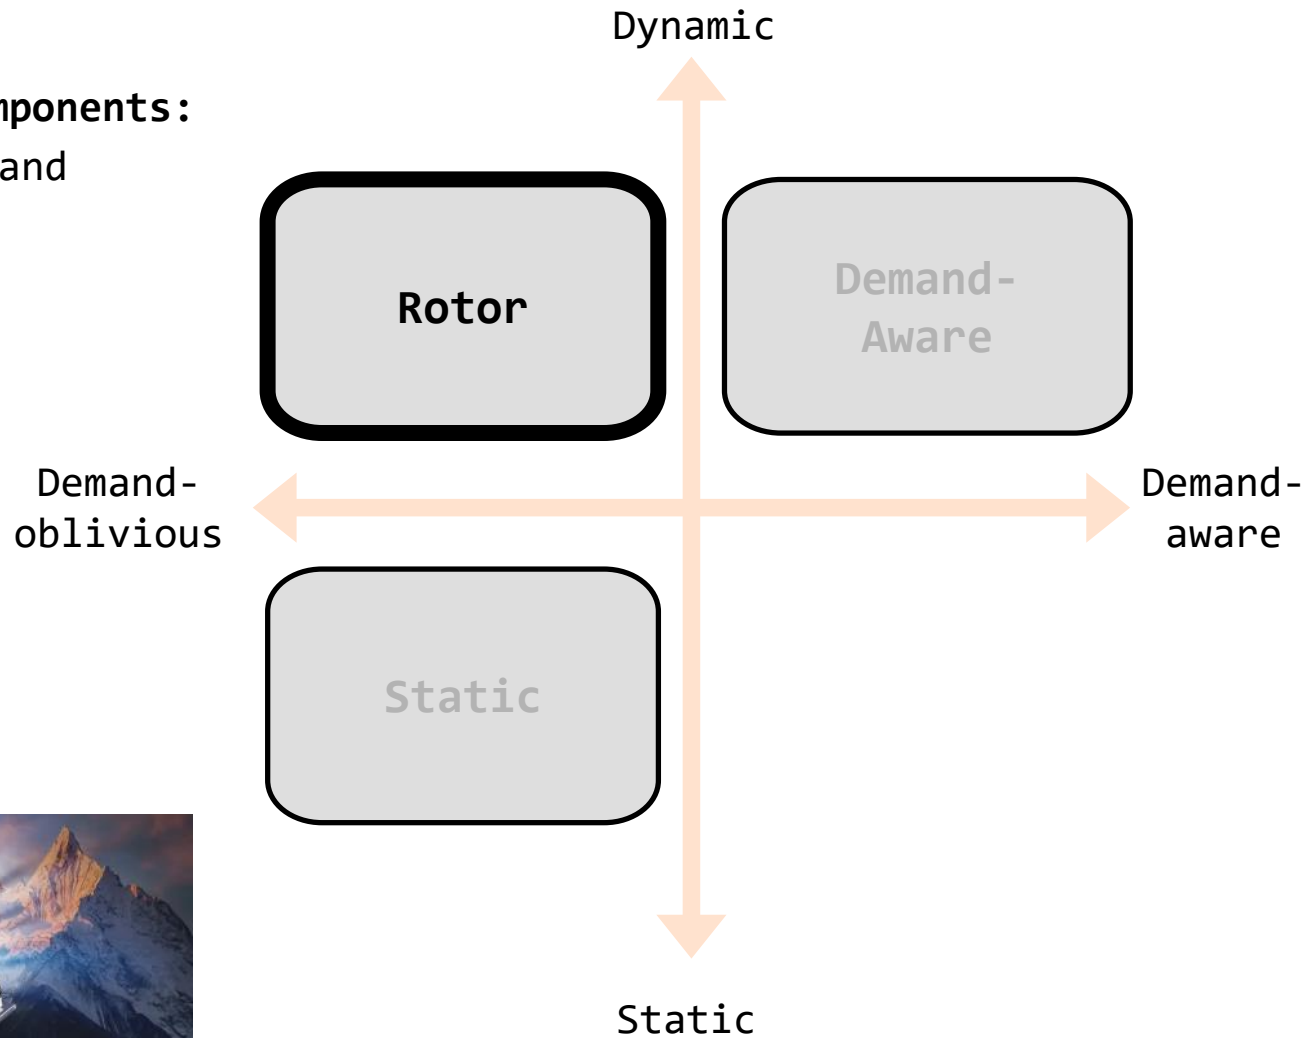 Dynamic
mponents:
and
Rotor
Demand-
Aware
Demand-
oblivious
Demand-
aware
Static
Static